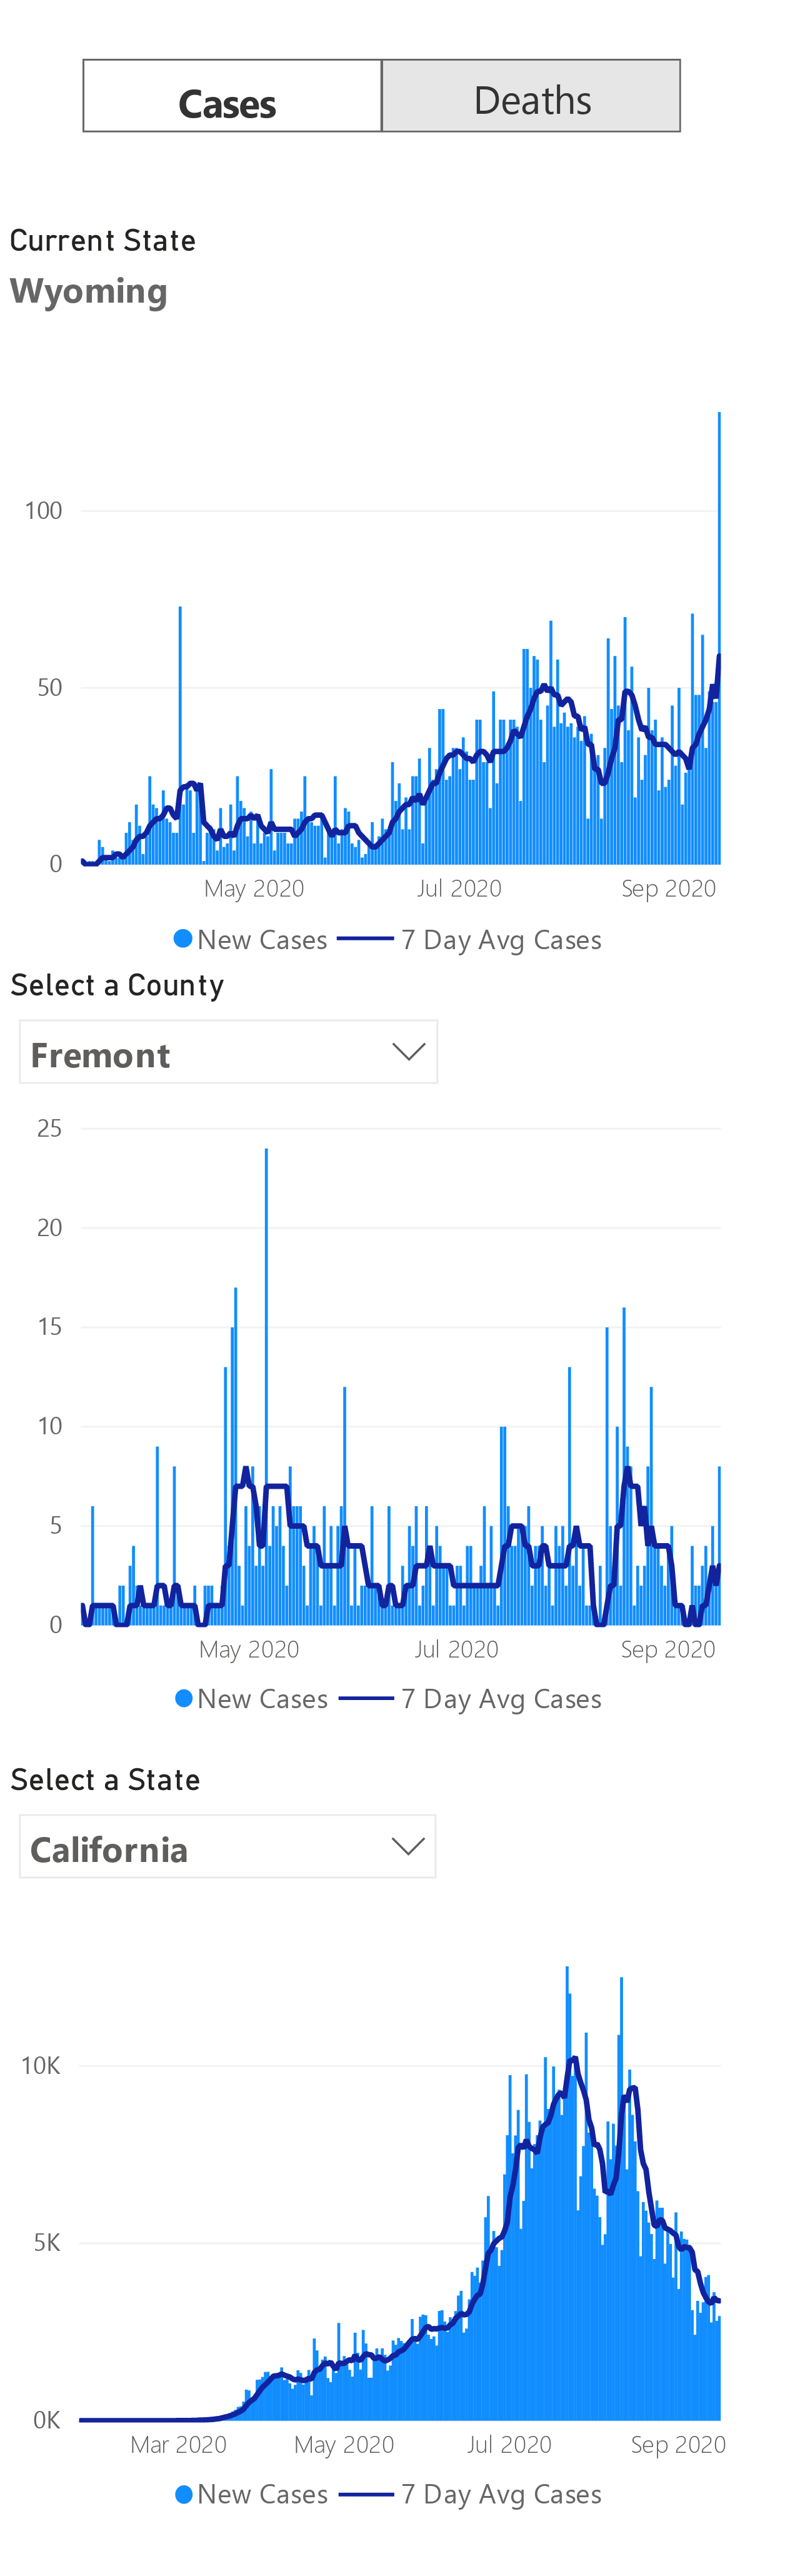 Cases Deaths
Current State
Wyoming
100
50
0
May 2020 Jul 2020 Sep 2020
New Cases 7 Day Avg Cases
Select a County
Fremont
25
20
15
10
5
0
May 2020 Jul 2020 Sep 2020
New Cases 7 Day Avg Cases
Select a State
California
10K
5K
0K
Mar 2020 May 2020 Jul 2020 Sep 2020
New Cases 7 Day Avg Cases